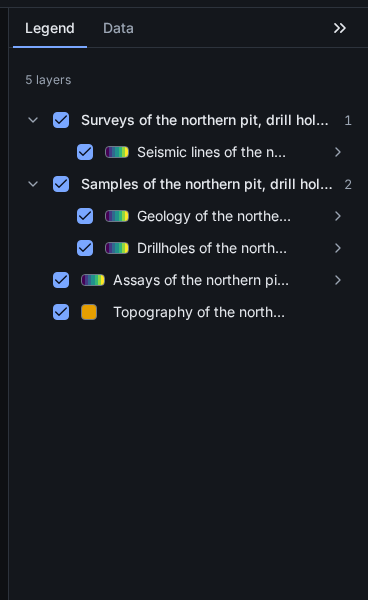 Legend Data
5 layers
Surveys of the northern pit, drill hol... 1
Seismic lines of the n...
Samples of the northern pit, drill hol... 2
Geology of the northe...
Drillholes of the north...
Assays of the northern pi...
Topography of the north...